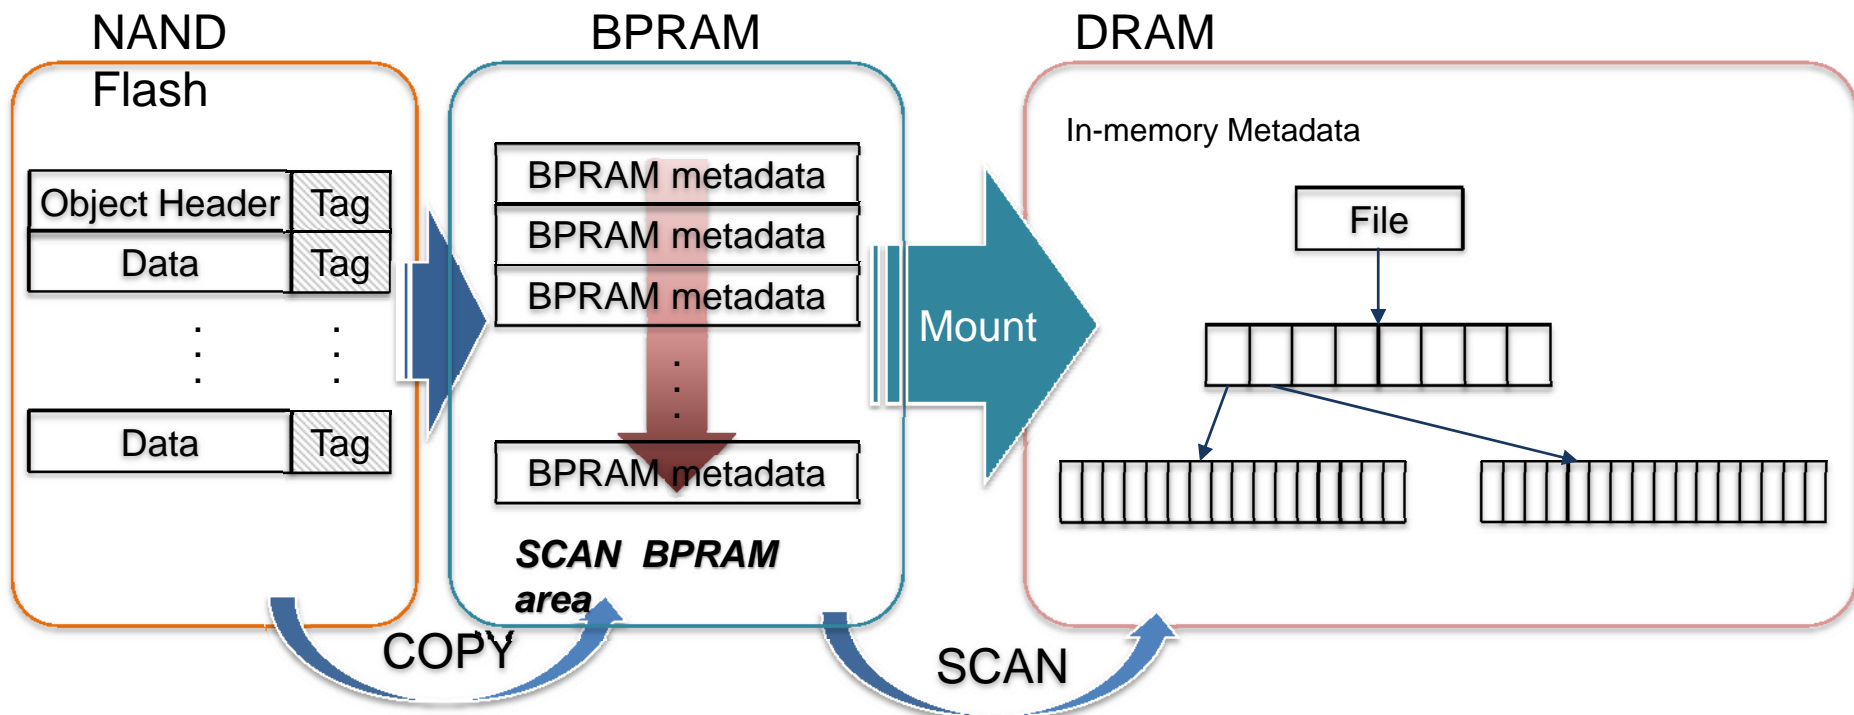 NAND
Flash
Object Header Tag
Data Tag
. .
. .
. .
Data Tag
COPY
BPRAM
BPRAM metadata
BPRAM metadata
BPRAM metadata
.
.
.
BPRAM metadata
SCAN BPRAM
area
Mount
SCAN
DRAM
In-memory Metadata
File